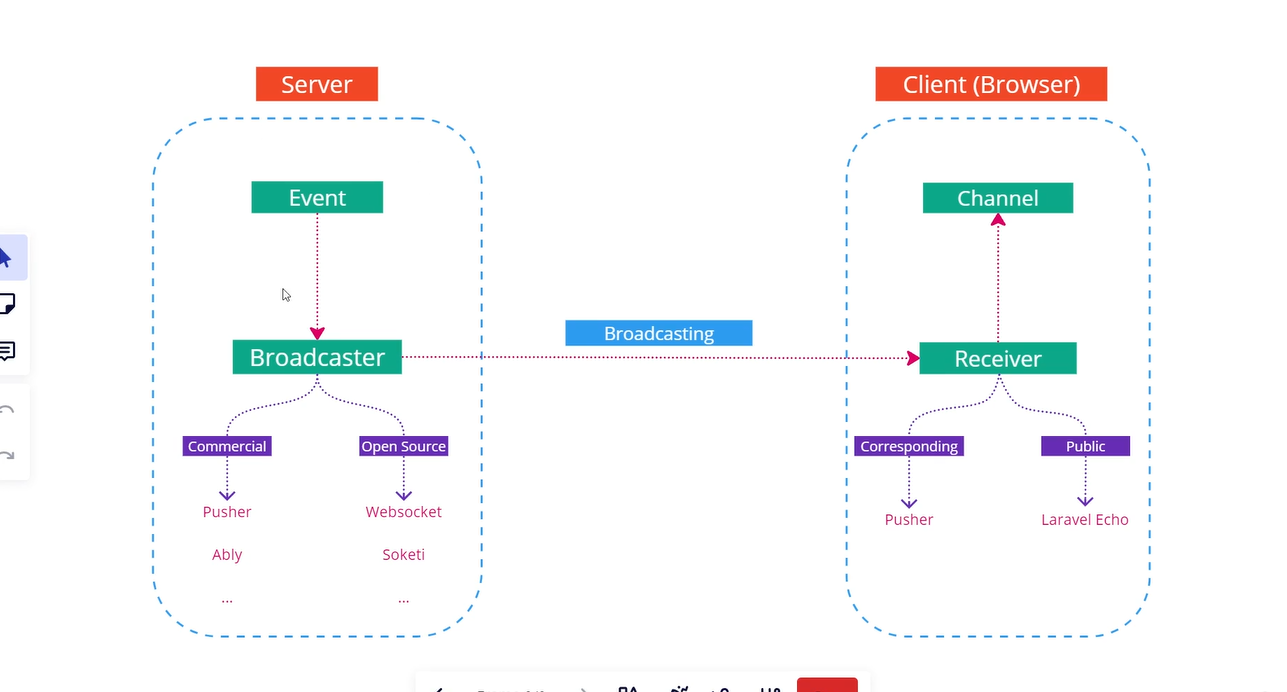 Server
Client (Browser)
Event
Channel
Broadcasting
Broadcaster
Receiver
Commercial
Open Source
Corresponding
Public
Pusher
Websocket
Pusher
Laravel Echo
Ably
Soketi
...
...